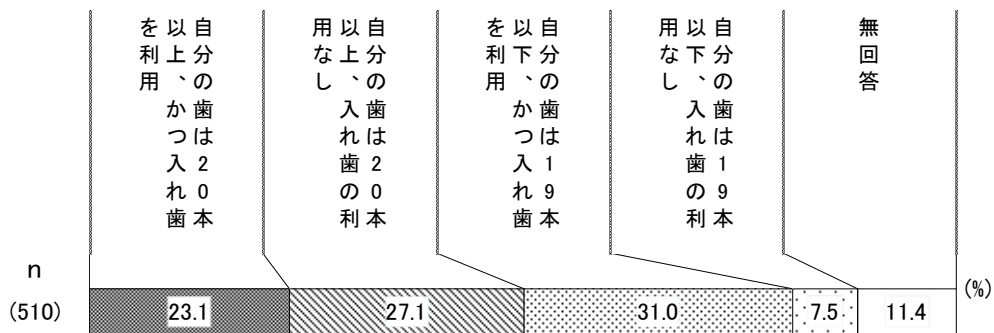 自分の歯は20本
以上、かつ入れ歯
を利用
自分の歯は20本
以上、入れ歯の利
用なし
自分の歯は19本
以下、かつ入れ歯
を利用
自分の歯は19本
以下、入れ歯の利
用なし
無回答
n
(510)
23.1
27.1
31.0
7.5
11.4
(%)